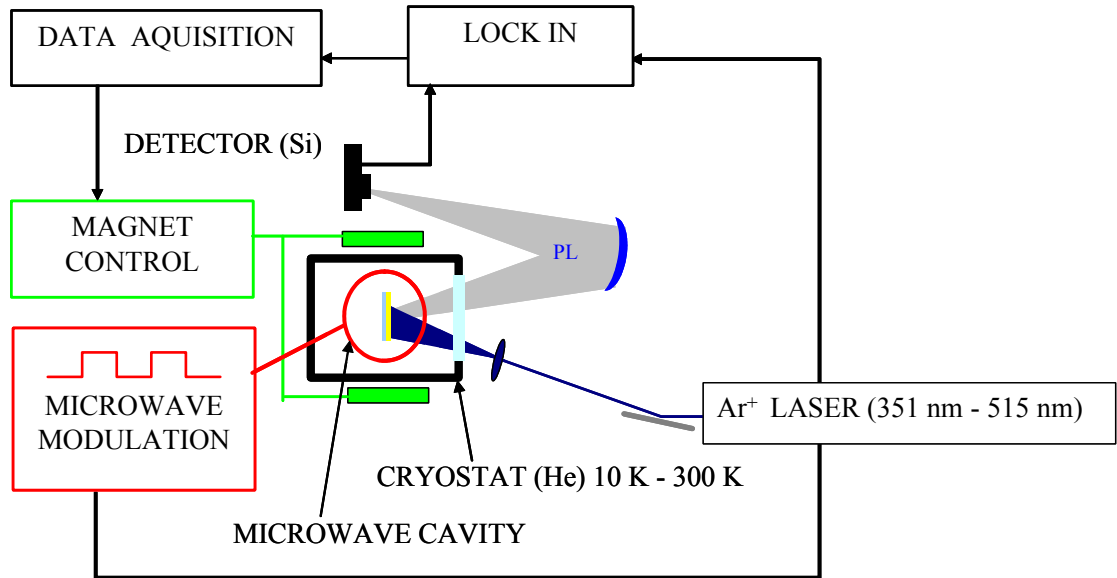 DATA AQUISITION
LOCK IN
DETECTOR (Si)
MAGNET
CONTROL
PL
MICROWAVE
MODULATION
Ar⁺ LASER (351 nm - 515 nm)
CRYOSTAT (He) 10 K - 300 K
MICROWAVE CAVITY